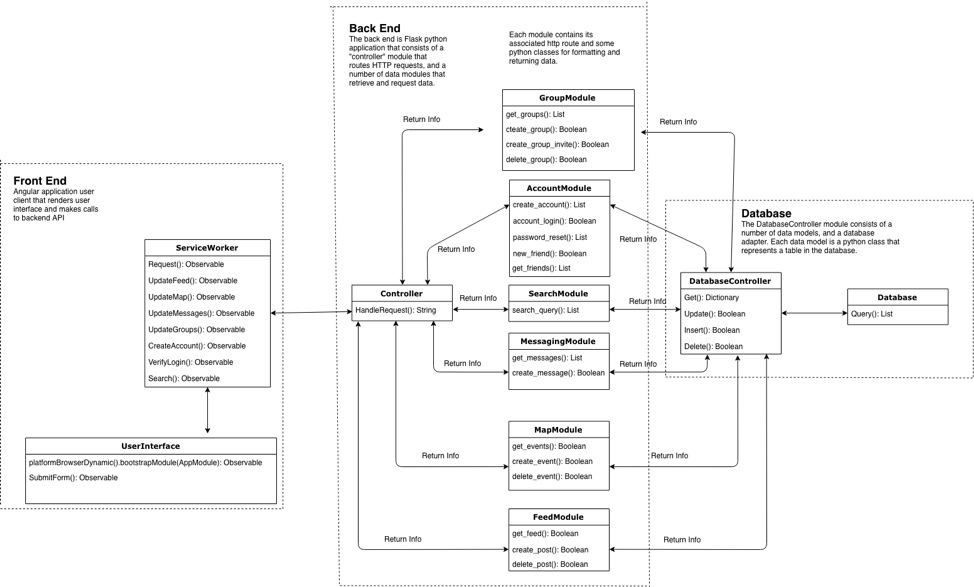 Back End
The back end is Flask python
application that consists of a
"controller" module that
routes HTTP requests, and a
number of data modules that
retrieve and request data.
Each module contains its
associated http route and some
python classes for formatting and
returning data.
GroupModule
get_groups(): List
cteate_group(): Boolean
create_group_invite(): Boolean
delete_group(): Boolean
Return Info
Return Info
Front End
Angular application user
client that renders user
interface and makes calls
to backend API
AccountModule
create_account(): List
account_login(): Boolean
password_reset(): List
new_friend(): Boolean
get_friends(): List
Return Info
Return Info
Database
The DatabaseController module consists of a
number of data models, and a database
adapter. Each data model is a python class that
represents a table in the database.
ServiceWorker
Request(): Observable
UpdateFeed(): Observable
UpdateMap(): Observable
UpdateMessages(): Observable
UpdateGroups(): Observable
CreateAccount(): Observable
VerifyLogin(): Observable
Search(): Observable
Controller
HandleRequest(): String
Return Info
SearchModule
search_query(): List
Return Info
DatabaseController
Get(): Dictionary
Update(): Boolean
Insert(): Boolean
Delete(): Boolean
Database
Query(): List
MessagingModule
get_messages(): List
create_message(): Boolean
Return Info
Return Info
UserInterface
platformBrowserDynamic().bootstrapModule(AppModule): Observable
SubmitForm(): Observable
MapModule
get_events(): Boolean
create_event(): Boolean
delete_event(): Boolean
Return Info
Return Info
FeedModule
get_feed(): Boolean
create_post(): Boolean
delete_post(): Boolean
Return Info
Return Info